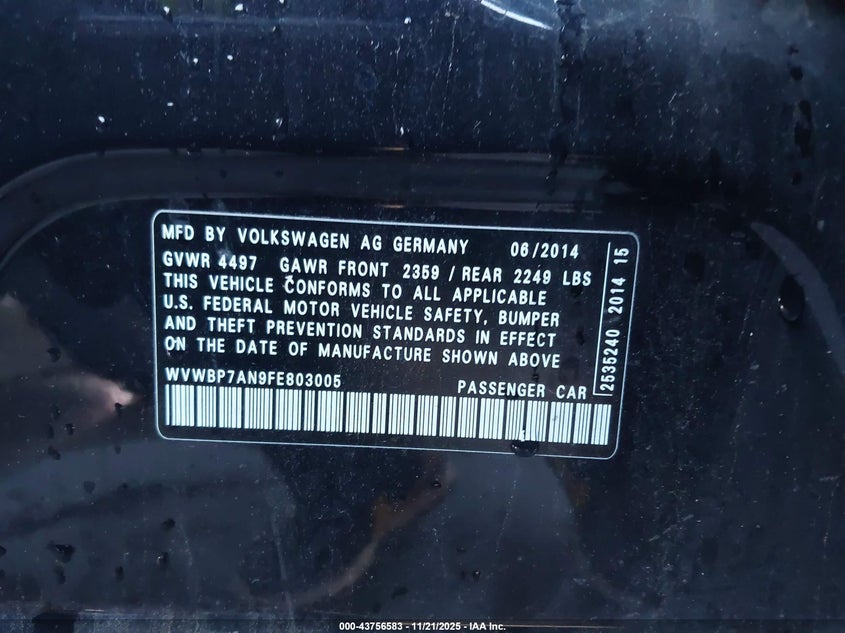 MFD BY VOLKSWAGEN AG GERMANY 06/2014
GVWR 4497 GAWR FRONT 2359 / REAR 2249 LBS
THIS VEHICLE CONFORMS TO ALL APPLICABLE
U.S. FEDERAL MOTOR VEHICLE SAFETY, BUMPER
AND THEFT PREVENTION STANDARDS IN EFFECT
ON THE DATE OF MANUFACTURE SHOWN ABOVE
WVWBP7AN9FE803005 PASSENGER CAR
2535240 2014 15
000-43756583 - 11/21/2025 - IAA Inc.